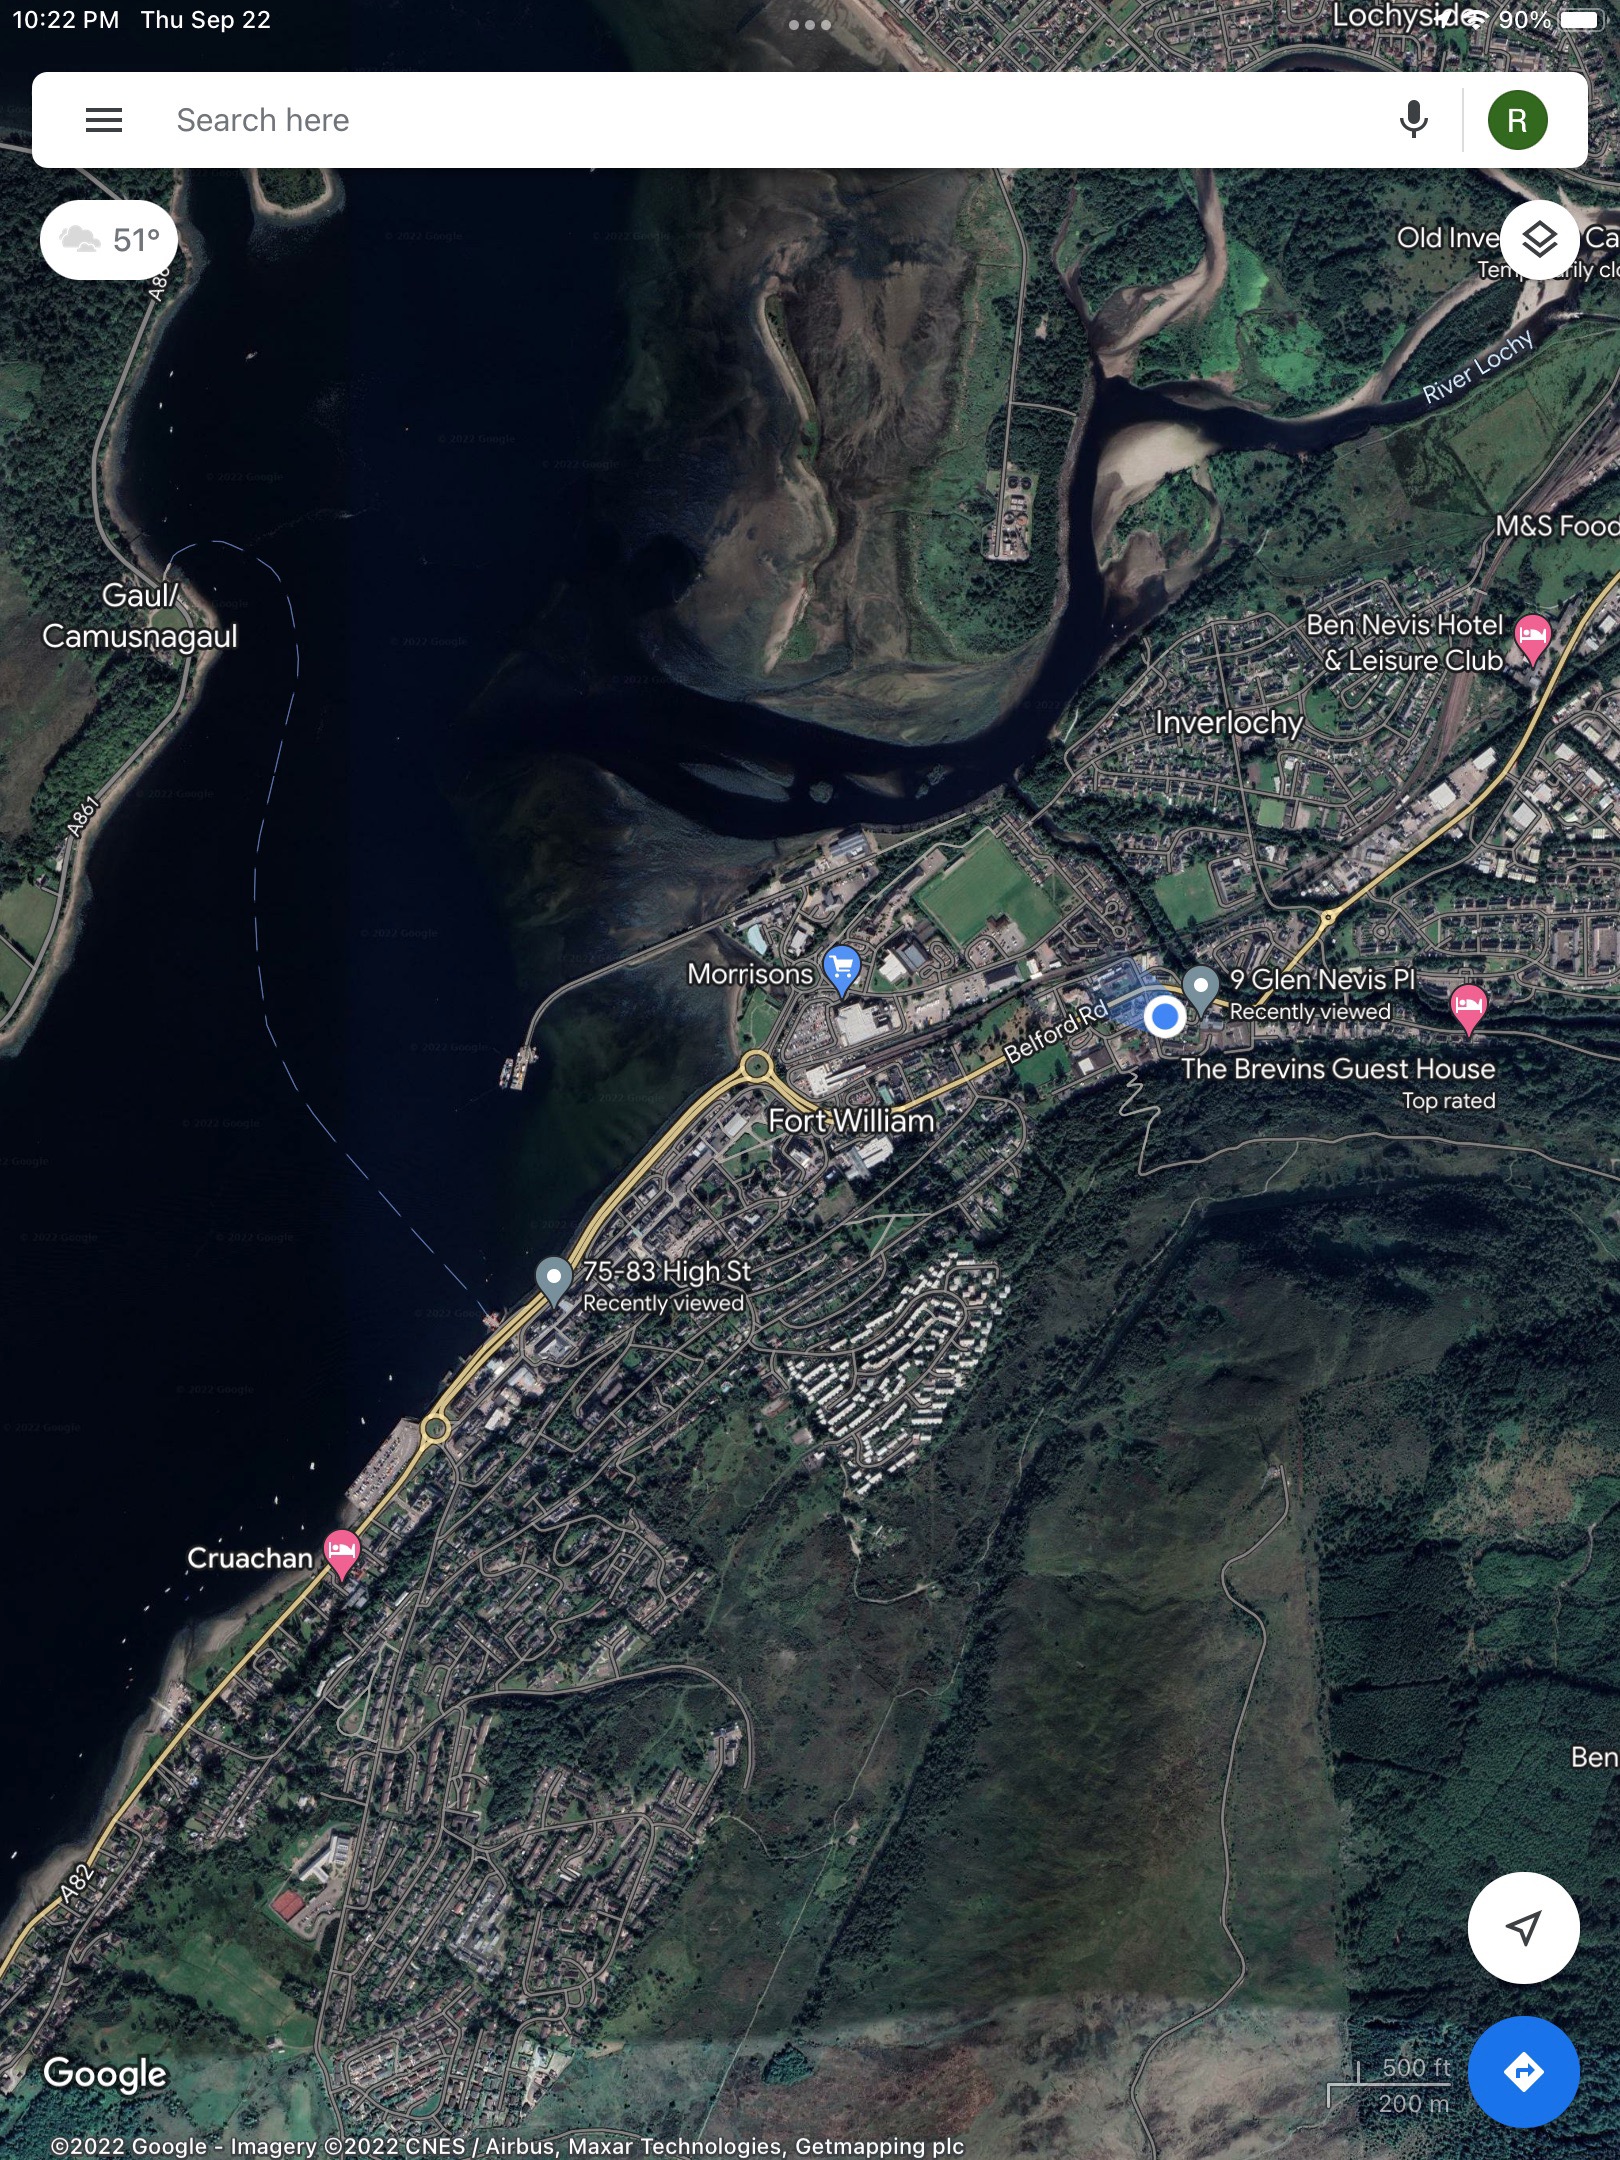 10:22 PM Thu Sep 22
Lochyside
90%
Search here
R
51°
Old Inve
Ca
River Lochy
M&S Food
Gaul/
Camusnagaul
Ben Nevis Hotel
& Leisure Club
Inverlochy
A861
Morrisons
9 Glen Nevis Pl
Recently viewed
Belford Rd
The Brevins Guest House
Top rated
Fort William
75-83 High St
Recently viewed
Cruachan
Ben
A82
Google
500 ft
200 m
©2022 Google - Imagery ©2022 CNES / Airbus, Maxar Technologies, Getmapping plc